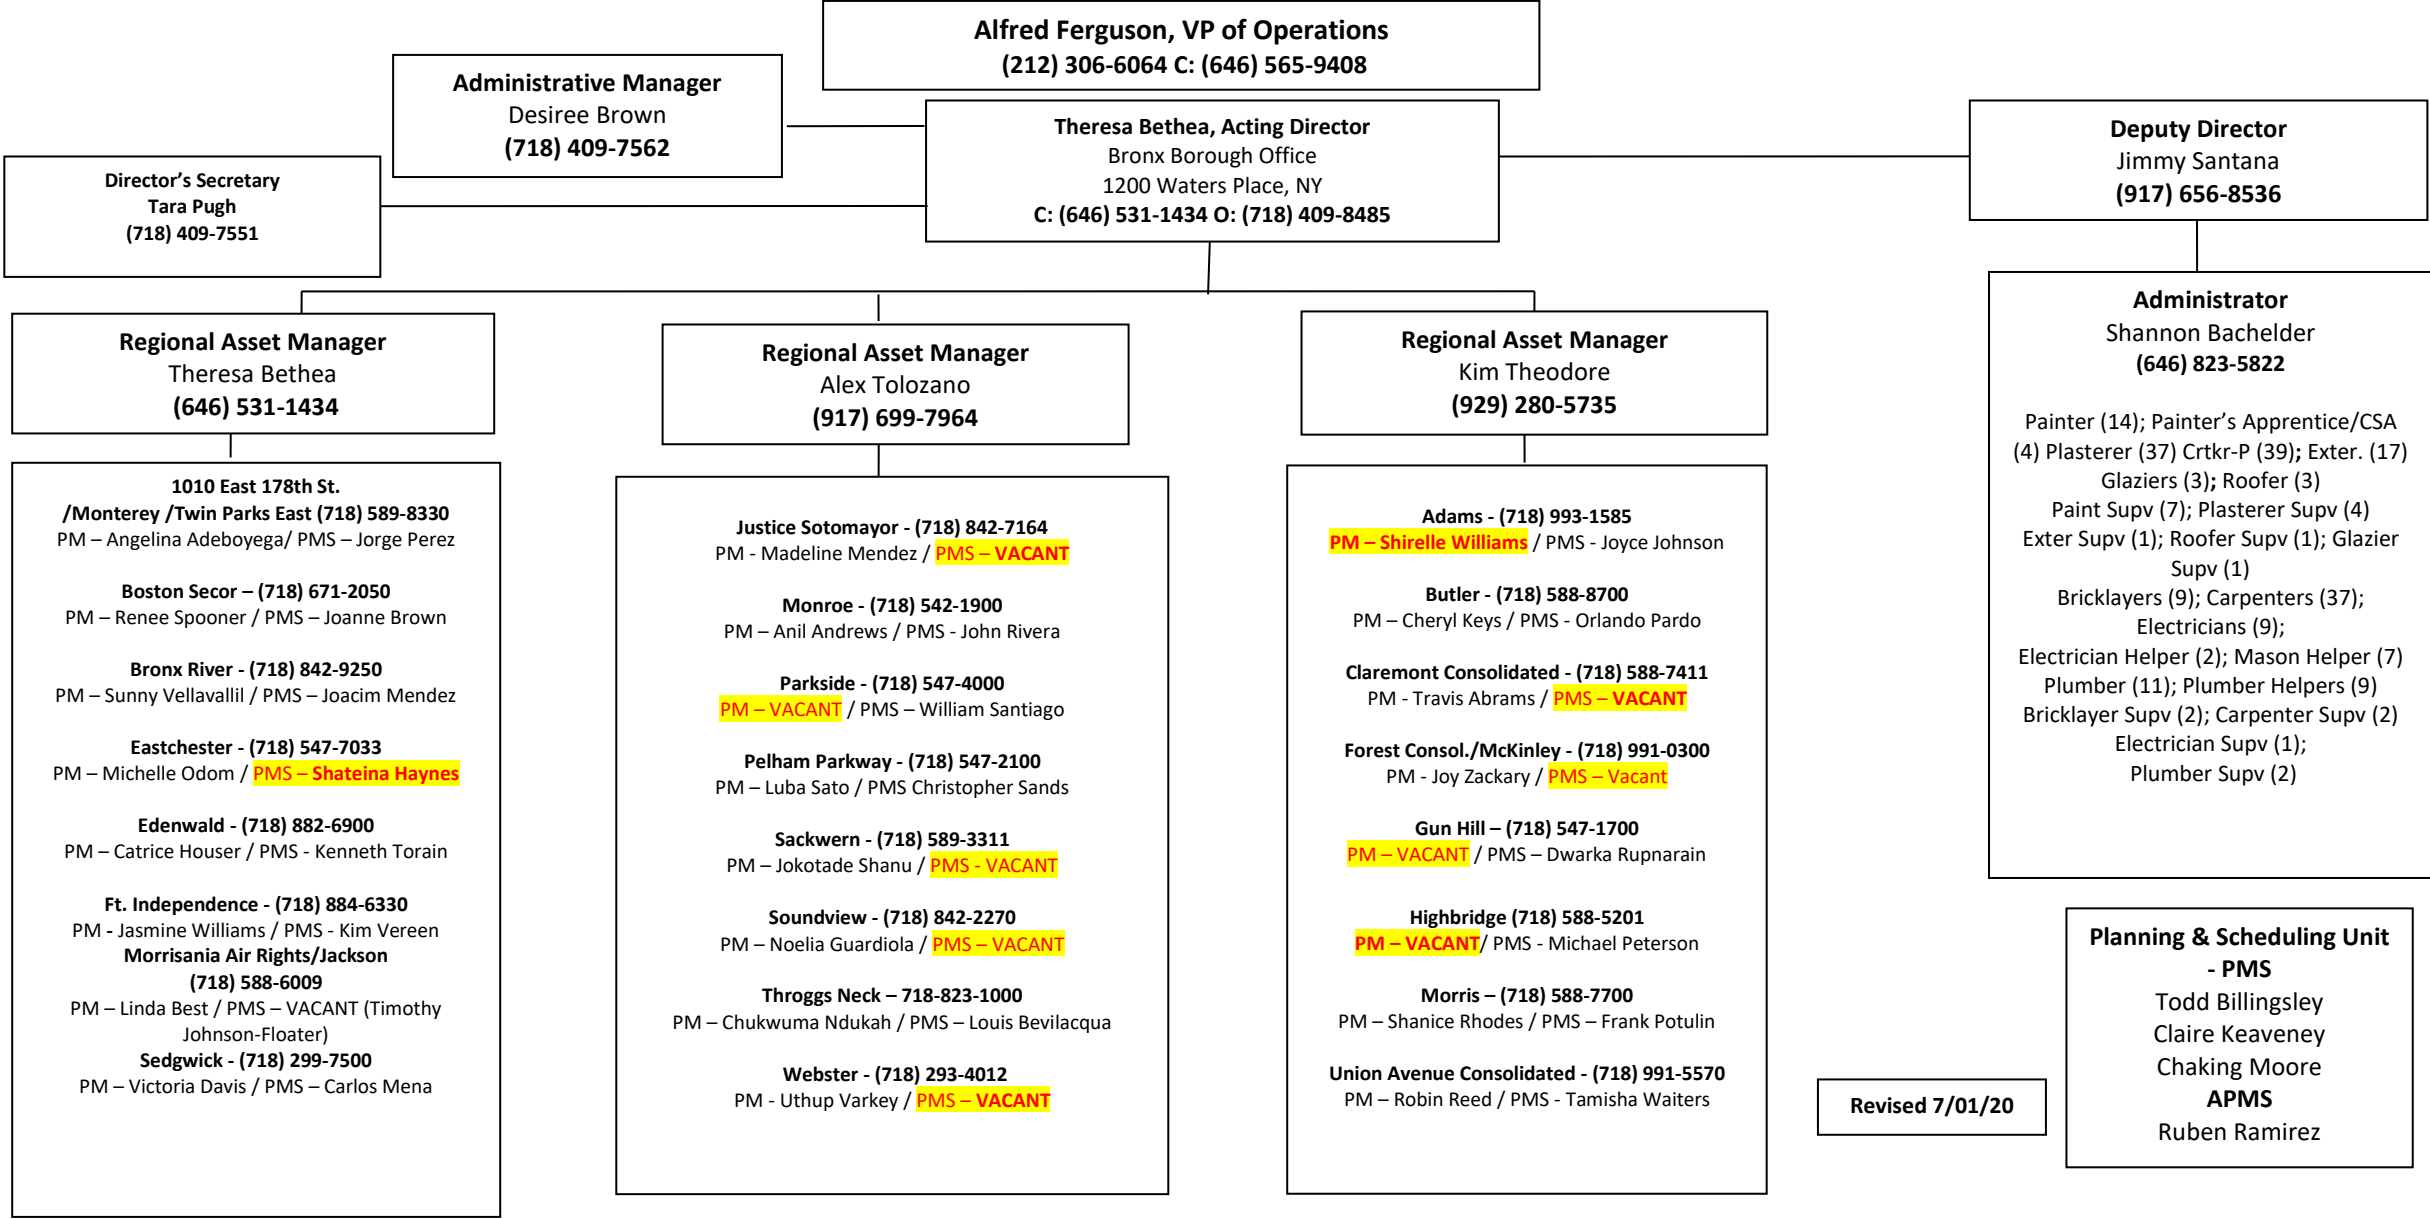 Alfred Ferguson, VP of Operations
(212) 306-6064 C: (646) 565-9408
Administrative Manager
Desiree Brown
(718) 409-7562
Theresa Bethea, Acting Director
Bronx Borough Office
1200 Waters Place, NY
C: (646) 531-1434 O: (718) 409-8485
Deputy Director
Jimmy Santana
(917) 656-8536
Director's Secretary
Tara Pugh
(718) 409-7551
Regional Asset Manager
Theresa Bethea
(646) 531-1434
1010 East 178th St.
/Monterey /Twin Parks East (718) 589-8330
PM – Angelina Adeboyega/ PMS – Jorge Perez
Boston Secor – (718) 671-2050
PM – Renee Spooner / PMS – Joanne Brown
Bronx River - (718) 842-9250
PM – Sunny Vellavallil / PMS – Joacim Mendez
Eastchester - (718) 547-7033
PM – Michelle Odom / PMS – Shateina Haynes
Edenwald - (718) 882-6900
PM – Catrice Houser / PMS - Kenneth Torain
Ft. Independence - (718) 884-6330
PM - Jasmine Williams / PMS - Kim Vereen
Morrisania Air Rights/Jackson
(718) 588-6009
PM – Linda Best / PMS – VACANT (Timothy
Johnson-Floater)
Sedgwick - (718) 299-7500
PM – Victoria Davis / PMS – Carlos Mena
Regional Asset Manager
Alex Tolozano
(917) 699-7964
Justice Sotomayor - (718) 842-7164
PM - Madeline Mendez / PMS – VACANT
Monroe - (718) 542-1900
PM – Anil Andrews / PMS - John Rivera
Parkside - (718) 547-4000
PM – VACANT / PMS – William Santiago
Pelham Parkway - (718) 547-2100
PM – Luba Sato / PMS Christopher Sands
Sackwern - (718) 589-3311
PM – Jokotade Shanu / PMS - VACANT
Soundview - (718) 842-2270
PM – Noelia Guardiola / PMS – VACANT
Throggs Neck – 718-823-1000
PM – Chukwuma Ndukah / PMS – Louis Bevilacqua
Webster - (718) 293-4012
PM - Uthup Varkey / PMS – VACANT
Regional Asset Manager
Kim Theodore
(929) 280-5735
Adams - (718) 993-1585
PM – Shirelle Williams / PMS - Joyce Johnson
Butler - (718) 588-8700
PM – Cheryl Keys / PMS - Orlando Pardo
Claremont Consolidated - (718) 588-7411
PM - Travis Abrams / PMS – VACANT
Forest Consol./McKinley - (718) 991-0300
PM - Joy Zackary / PMS – Vacant
Gun Hill – (718) 547-1700
PM – VACANT / PMS – Dwarka Rupnarain
Highbridge (718) 588-5201
PM – VACANT/ PMS - Michael Peterson
Morris – (718) 588-7700
PM – Shanice Rhodes / PMS – Frank Potulin
Union Avenue Consolidated - (718) 991-5570
PM – Robin Reed / PMS - Tamisha Waiters
Administrator
Shannon Bachelder
(646) 823-5822
Painter (14); Painter's Apprentice/CSA
(4) Plasterer (37) Crtkr-P (39); Exter. (17)
Glaziers (3); Roofer (3)
Paint Supv (7); Plasterer Supv (4)
Exter Supv (1); Roofer Supv (1); Glazier
Supv (1)
Bricklayers (9); Carpenters (37);
Electricians (9);
Electrician Helper (2); Mason Helper (7)
Plumber (11); Plumber Helpers (9)
Bricklayer Supv (2); Carpenter Supv (2)
Electrician Supv (1);
Plumber Supv (2)
Planning & Scheduling Unit
- PMS
Todd Billingsley
Claire Keaveney
Chaking Moore
APMS
Ruben Ramirez
Revised 7/01/20